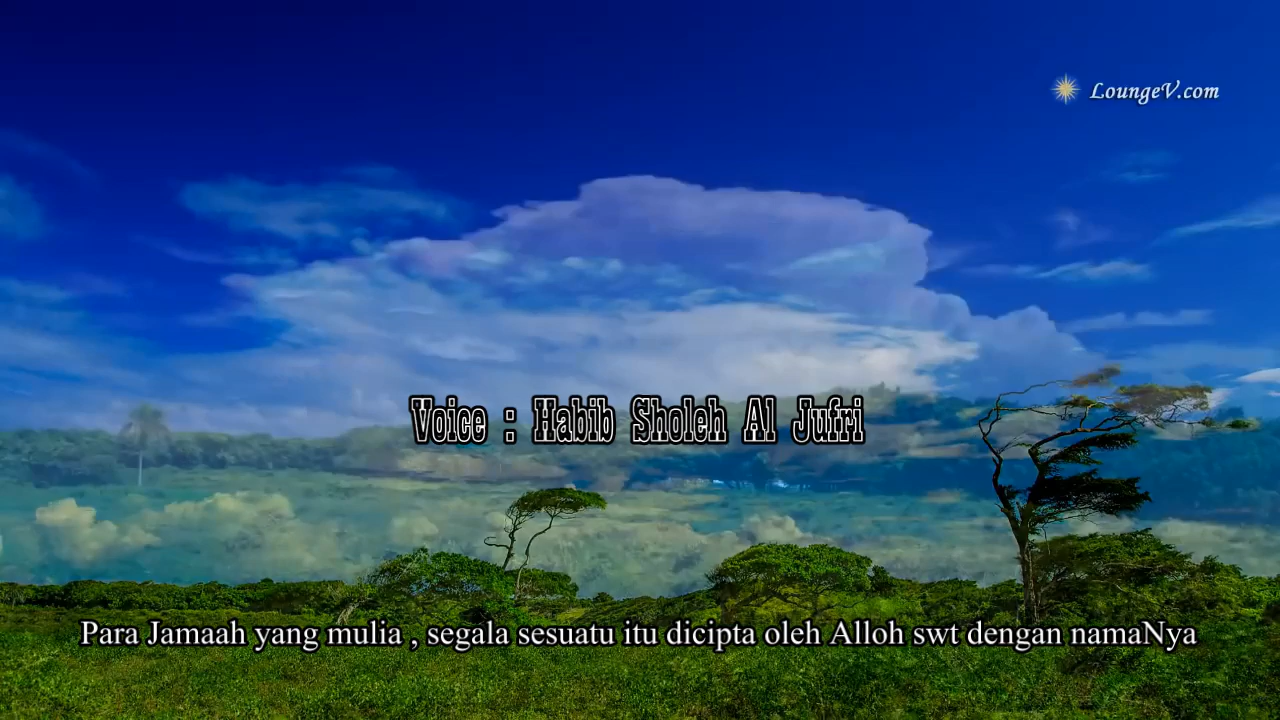 LoungeV.com
Voice : Habib Sholeh Al Jufri
Para Jamaah yang mulia , segala sesuatu itu dicipta oleh Alloh swt dengan namaNya